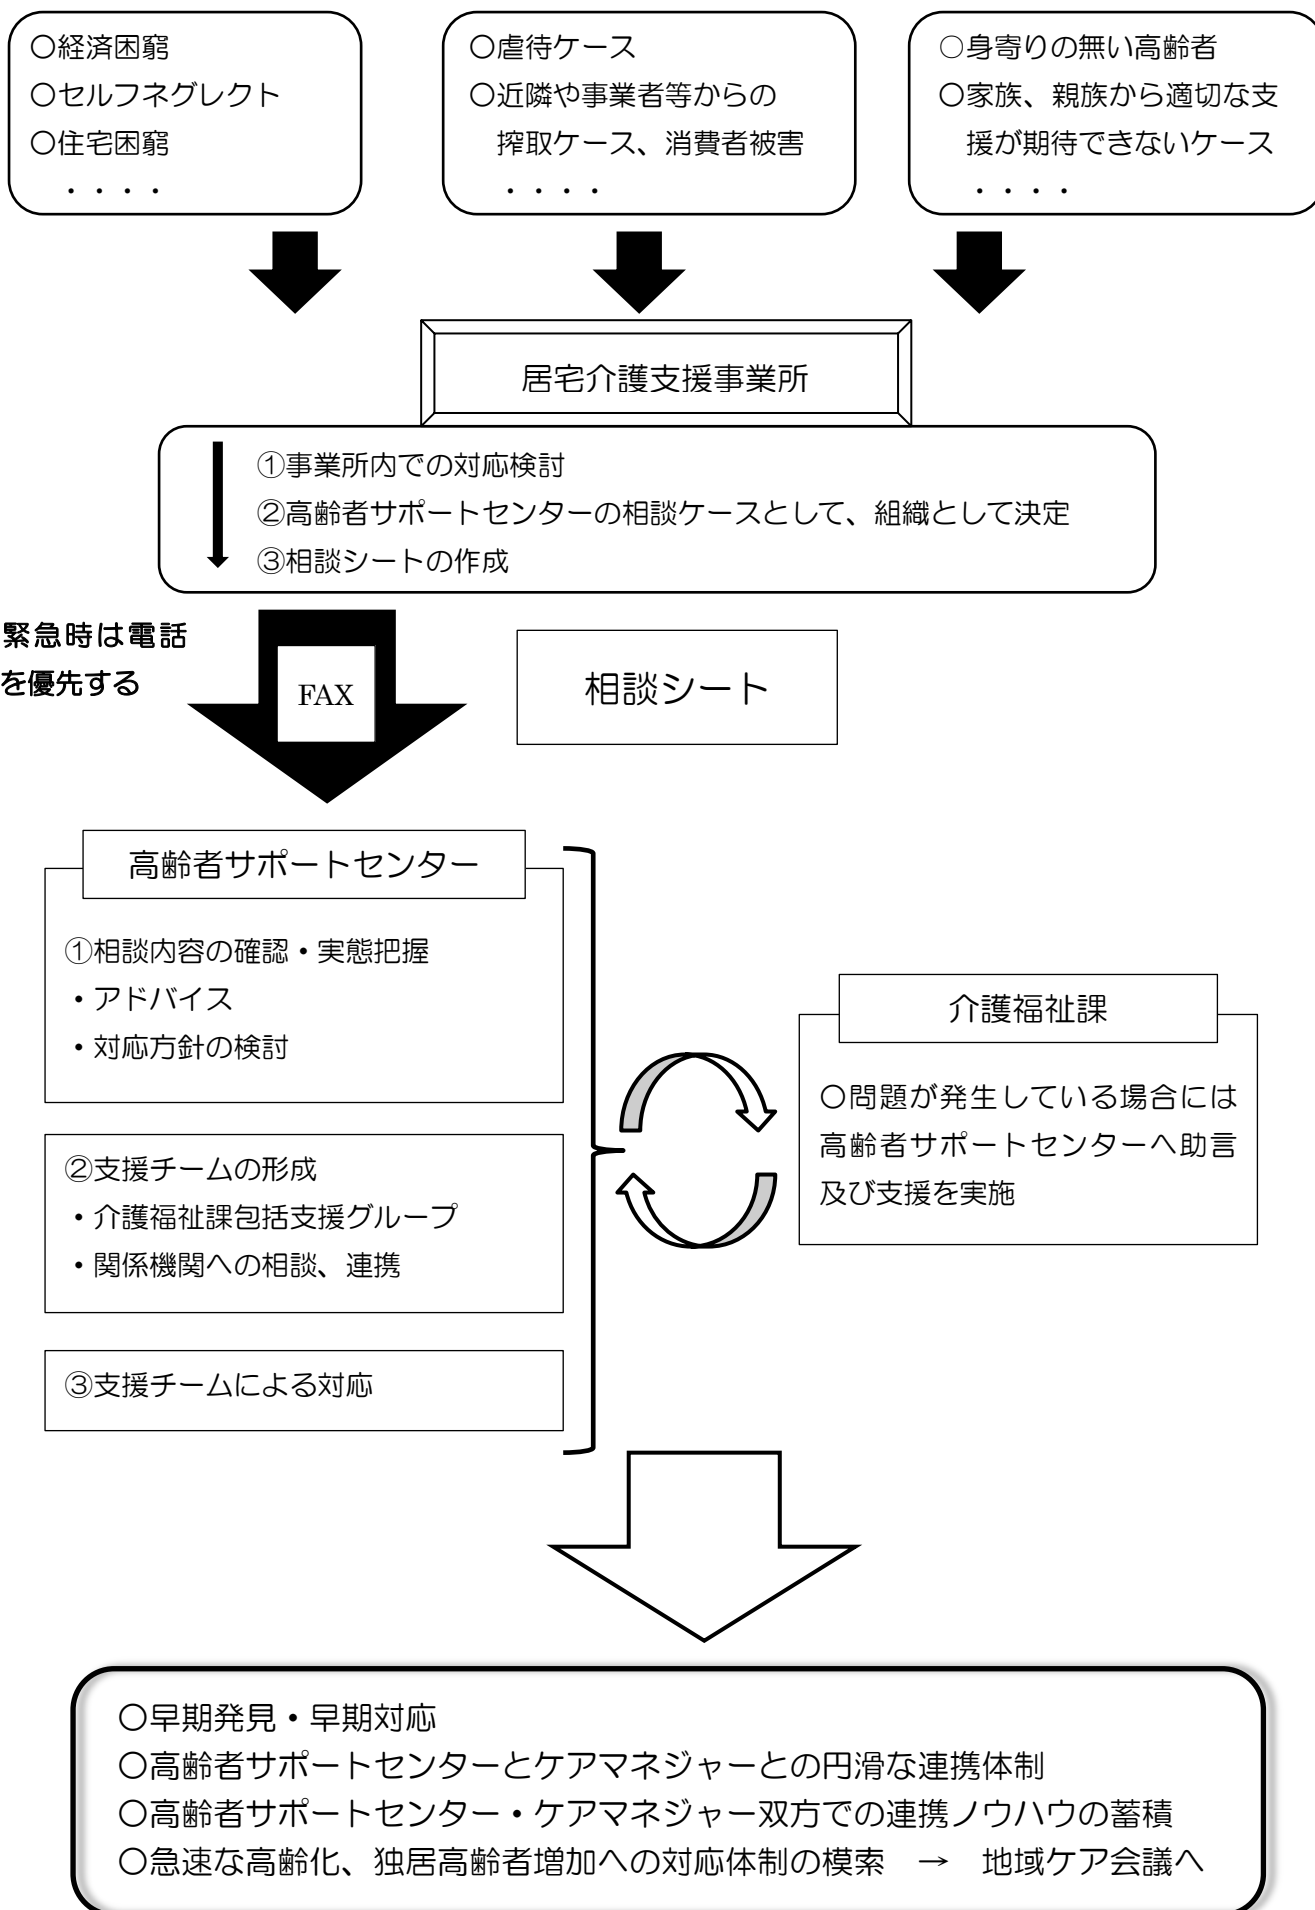 〇経済困窮
〇セルフネグレクト
〇住宅困窮
・・・・
〇虐待ケース
〇近隣や事業者等からの
搾取ケース、消費者被害
・・・・
○身寄りの無い高齢者
〇家族、親族から適切な支
援が期待できないケース
・・・・
居宅介護支援事業所
①事業所内での対応検討
②高齢者サポートセンターの相談ケースとして、組織として決定
③相談シートの作成
緊急時は電話
を優先する
FAX
相談シート
高齢者サポートセンター
①相談内容の確認・実態把握
・アドバイス
・対応方針の検討
②支援チームの形成
・介護福祉課包括支援グループ
・関係機関への相談、連携
③支援チームによる対応
介護福祉課
〇問題が発生している場合には
高齢者サポートセンターへ助言
及び支援を実施
〇早期発見・早期対応
〇高齢者サポートセンターとケアマネジャーとの円滑な連携体制
〇高齢者サポートセンター・ケアマネジャー双方での連携ノウハウの蓄積
〇急速な高齢化、独居高齢者増加への対応体制の模索　→　地域ケア会議へ